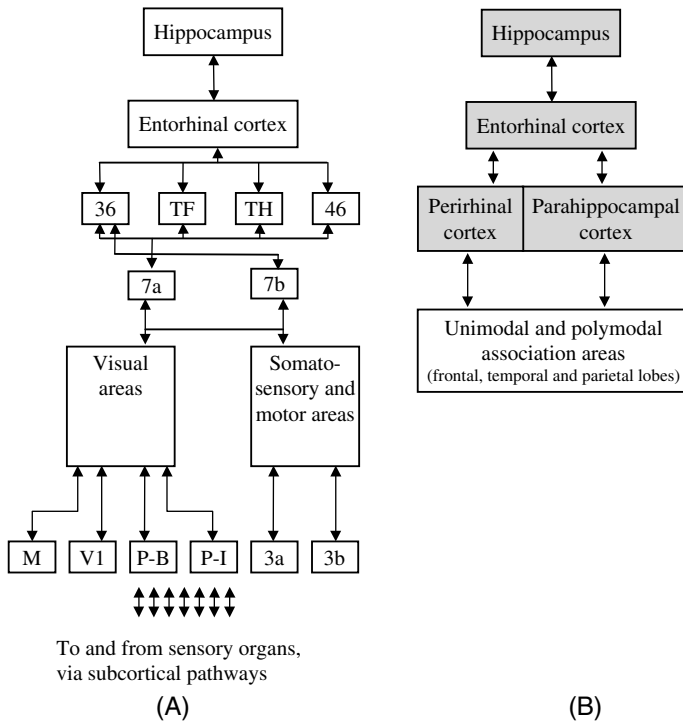 Hippocampus
Entorhinal cortex
36
TF
TH
46
7a
7b
Visual
areas
Somato-
sensory and
motor areas
M
V1
P-B
P-I
3a
3b
To and from sensory organs,
via subcortical pathways
(A)
Hippocampus
Entorhinal cortex
Perirhinal
cortex
Parahippocampal
cortex
Unimodal and polymodal
association areas
(frontal, temporal and parietal lobes)
(B)